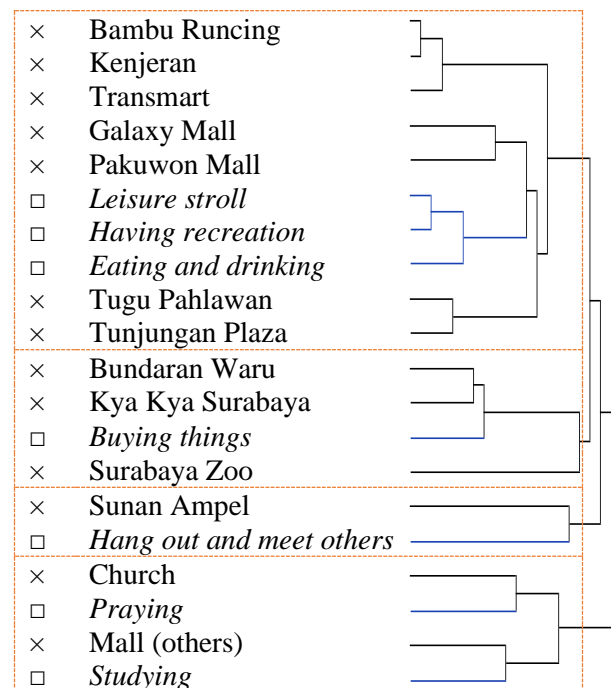 × Bambu Runcing
× Kenjeran
× Transmart
× Galaxy Mall
× Pakuwon Mall
□ Leisure stroll
□ Having recreation
□ Eating and drinking
× Tugu Pahlawan
× Tunjungan Plaza
× Bundaran Waru
× Kya Kya Surabaya
□ Buying things
× Surabaya Zoo
× Sunan Ampel
□ Hang out and meet others
× Church
□ Praying
× Mall (others)
□ Studying